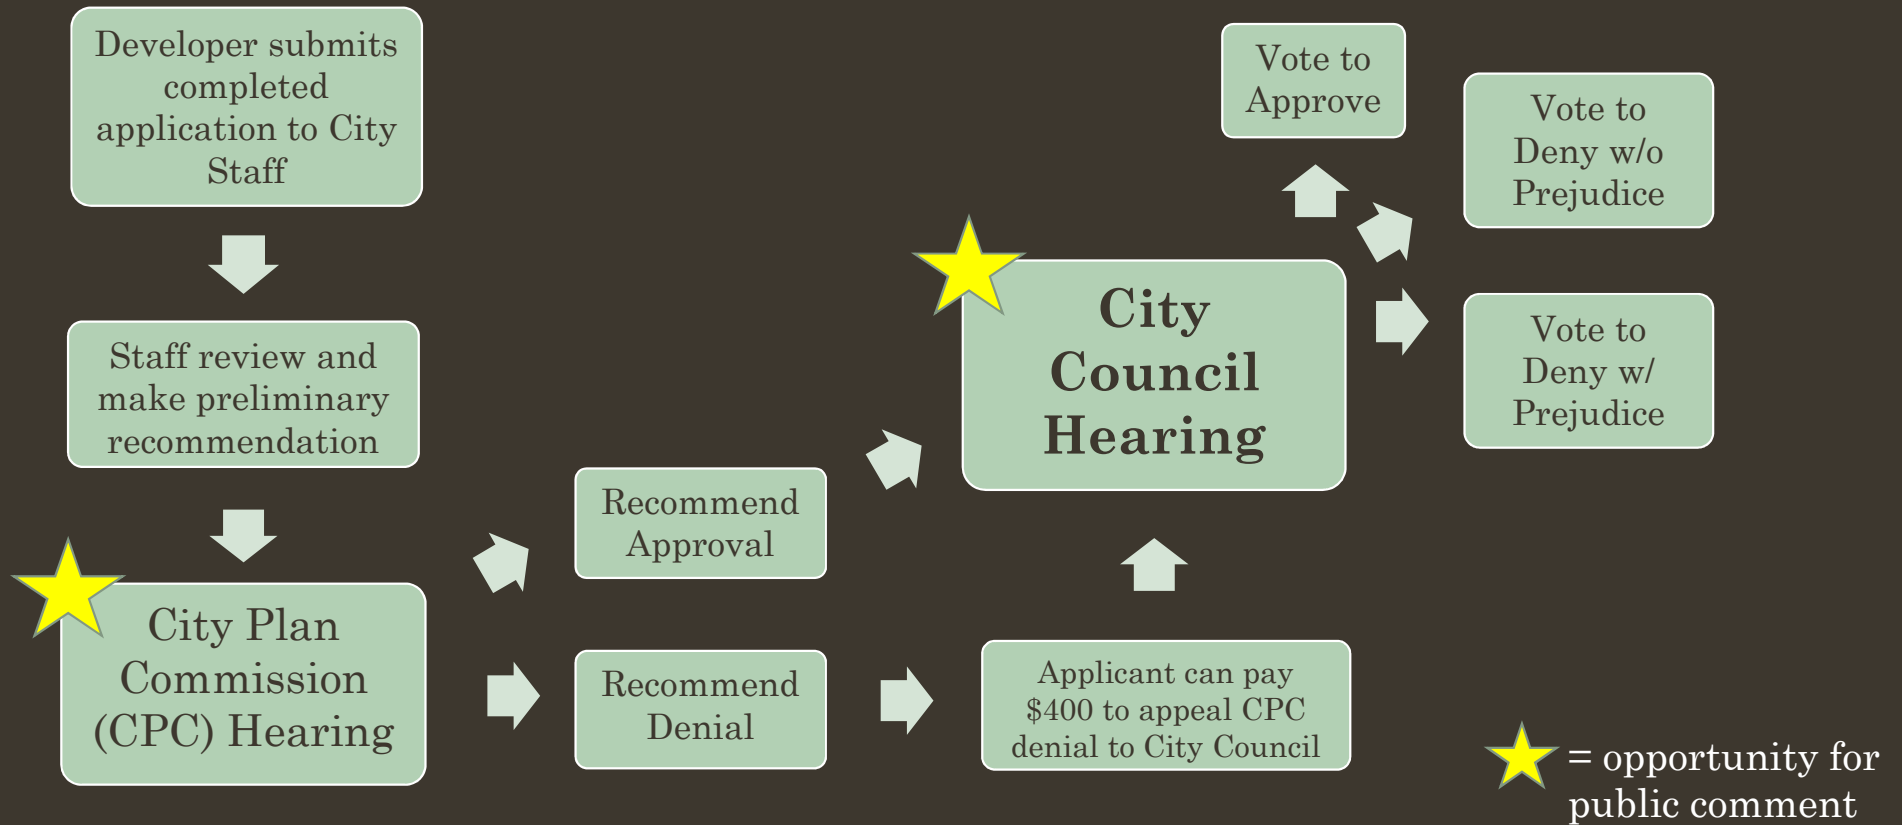 Developer submits
completed
application to City
Staff
Staff review and
make preliminary
recommendation
City Plan
Commission
(CPC) Hearing
Recommend
Approval
Recommend
Denial
Applicant can pay
$400 to appeal CPC
denial to City Council
City
Council
Hearing
Vote to
Approve
Vote to
Deny w/o
Prejudice
Vote to
Deny w/
Prejudice
= opportunity for
public comment